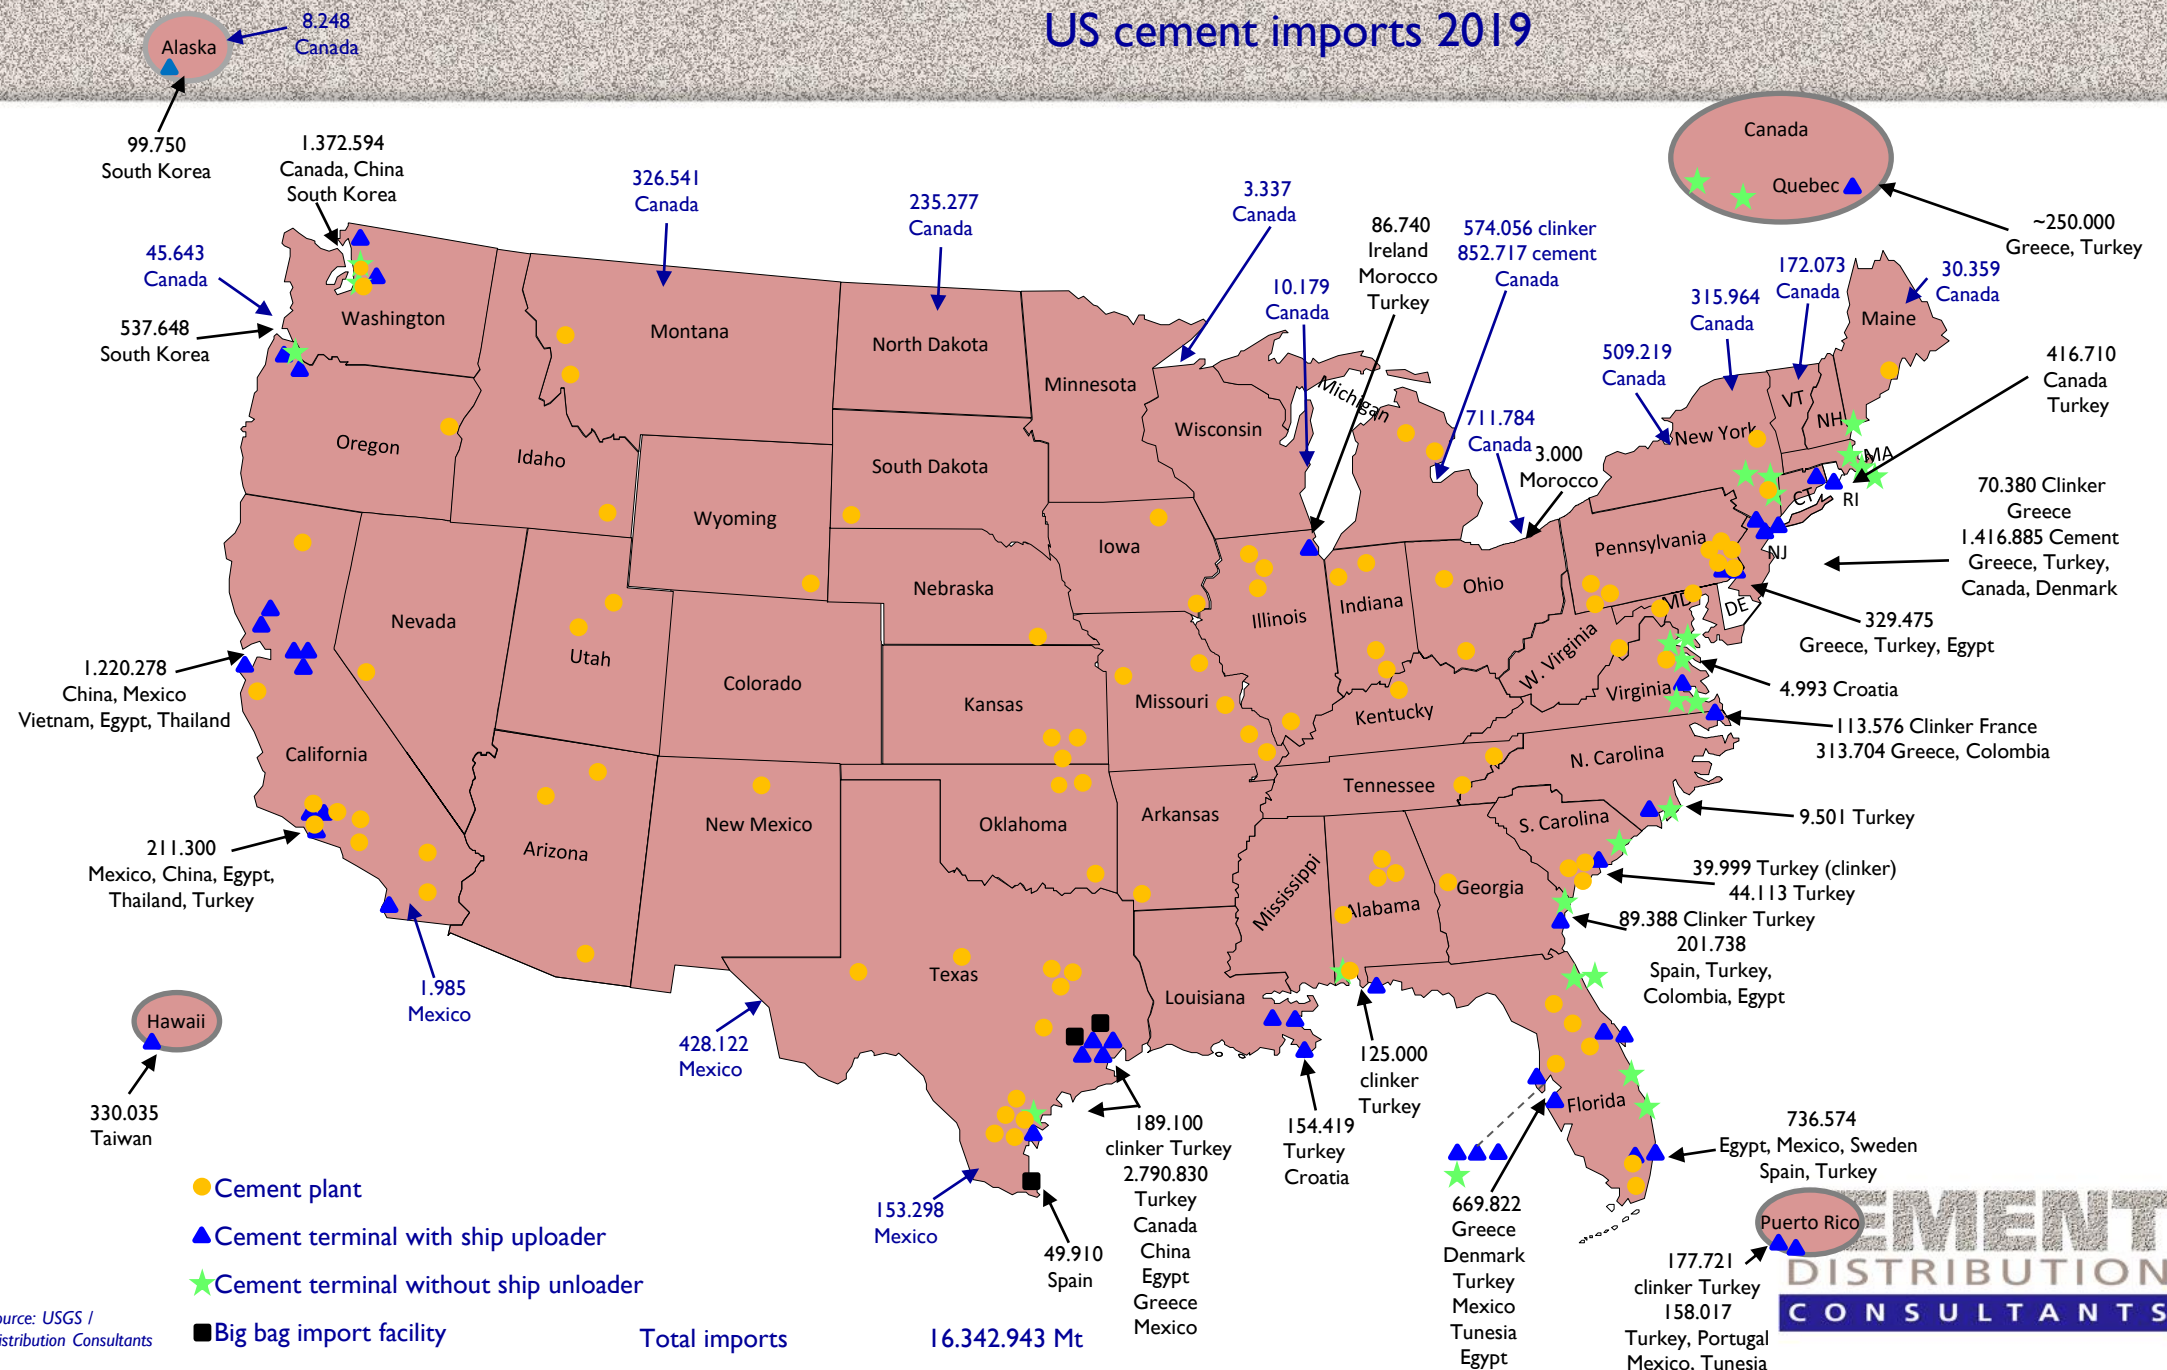 US cement imports 2019
8.248
Canada
Alaska
99.750
South Korea
1.372.594
Canada, China
South Korea
326.541
Canada
235.277
Canada
3.337
Canada
86.740
Ireland
Morocco
Turkey
574.056 clinker
852.717 cement
Canada
Canada
Quebec
~250.000
Greece, Turkey
45.643
Canada
537.648
South Korea
10.179
Canada
172.073
Canada
30.359
Canada
315.964
Canada
509.219
Canada
416.710
Canada
Turkey
711.784
Canada
3.000
Morocco
70.380 Clinker
Greece
1.416.885 Cement
Greece, Turkey,
Canada, Denmark
329.475
Greece, Turkey, Egypt
4.993 Croatia
113.576 Clinker France
313.704 Greece, Colombia
9.501 Turkey
39.999 Turkey (clinker)
44.113 Turkey
89.388 Clinker Turkey
201.738
Spain, Turkey,
Colombia, Egypt
1.220.278
China, Mexico
Vietnam, Egypt, Thailand
211.300
Mexico, China, Egypt,
Thailand, Turkey
1.985
Mexico
428.122
Mexico
153.298
Mexico
49.910
Spain
189.100
clinker Turkey
2.790.830
Turkey
Canada
China
Egypt
Greece
Mexico
154.419
Turkey
Croatia
125.000
clinker
Turkey
669.822
Greece
Denmark
Turkey
Mexico
Tunesia
Egypt
736.574
Egypt, Mexico, Sweden
Spain, Turkey
Puerto Rico
177.721
clinker Turkey
158.017
Turkey, Portugal
Mexico, Tunesia
Hawaii
330.035
Taiwan
Washington
Oregon
Idaho
Montana
North Dakota
South Dakota
Minnesota
Wisconsin
Michigan
Wyoming
Nebraska
Iowa
Illinois
Indiana
Ohio
Pennsylvania
New York
VT
NH
Maine
MA
CT
RI
NJ
MD
DE
W. Virginia
Virginia
Nevada
Utah
Colorado
Kansas
Missouri
Kentucky
California
Arizona
New Mexico
Oklahoma
Arkansas
Tennessee
N. Carolina
S. Carolina
Mississippi
Alabama
Georgia
Texas
Louisiana
Florida
Cement plant
Cement terminal with ship uploader
Cement terminal without ship unloader
Big bag import facility
Total imports 16.342.943 Mt
ource: USGS /
istribution Consultants
EMENT
DISTRIBUTION
CONSULTANTS